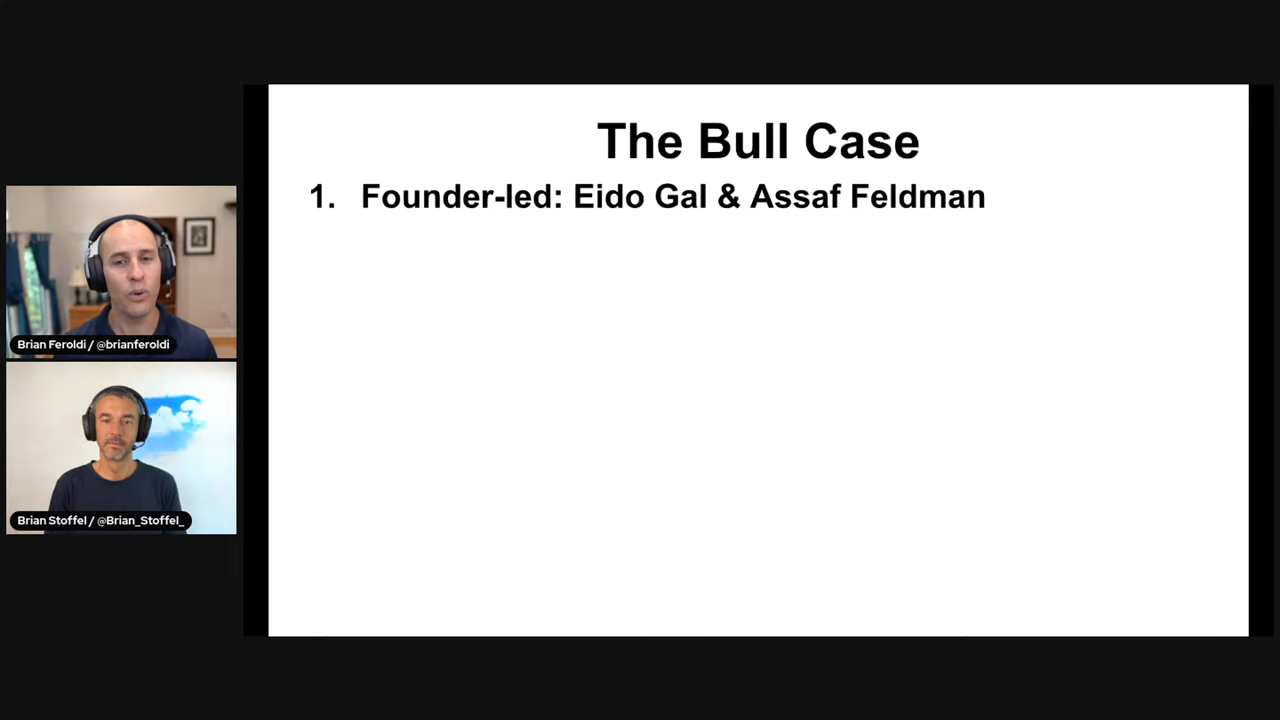 The Bull Case
1. Founder-led: Eido Gal & Assaf Feldman
Brian Feroldi / @brianferoldi
Brian Stoffel / @Brian_Stoffel_